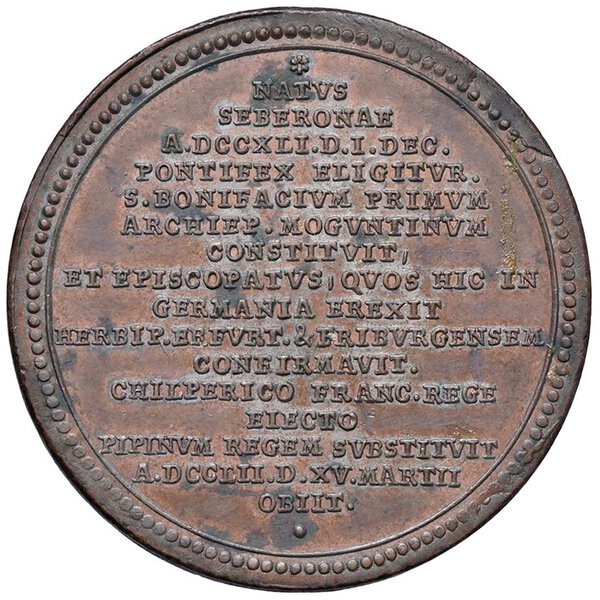 NATVS
SEBERONAE
A.DCCXLI.D.I.DEC.
PONTIFEX ELIGITVR.
S.BONIFACIVM PRIMVM
ARCHIEP.MOGVNTINVM
CONSTITVIT,
ET EPISCOPATVS, QVOS HIC IN
GERMANIA EREXIT
HERBIP.ERFVRT.&FRIBVRGENSEM
CONFIRMAVIT.
CHILPERICO FRANC.REGE
EIECTO
PIPINVM REGEM SVBSTITVIT
A.DCCLII.D.XV.MARTII
OBIIT.